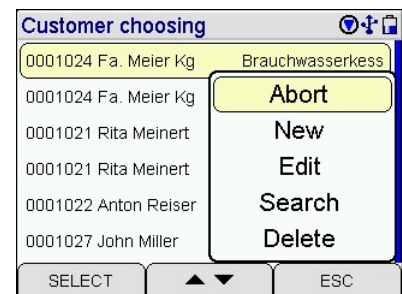 Customer choosing
0001024 Fa. Meier Kg Brauchwasserkess
0001024 Fa. Meier Kg
0001021 Rita Meinert
0001021 Rita Meinert
0001022 Anton Reiser
0001027 John Miller
Abort
New
Edit
Search
Delete
SELECT ESC